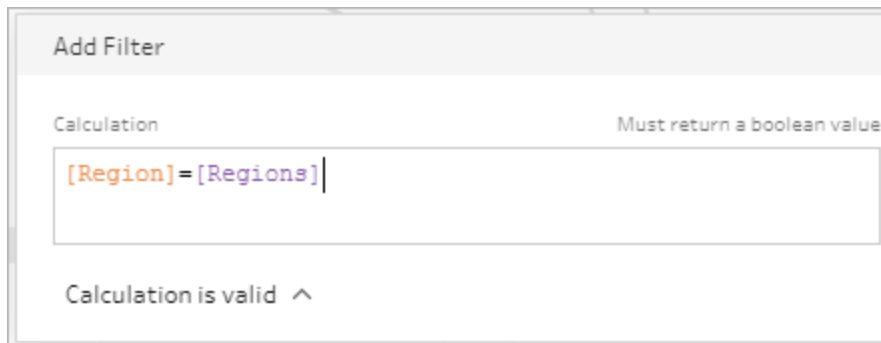 Add Filter
Calculation Must return a boolean value
[Region]=[Regions]
Calculation is valid